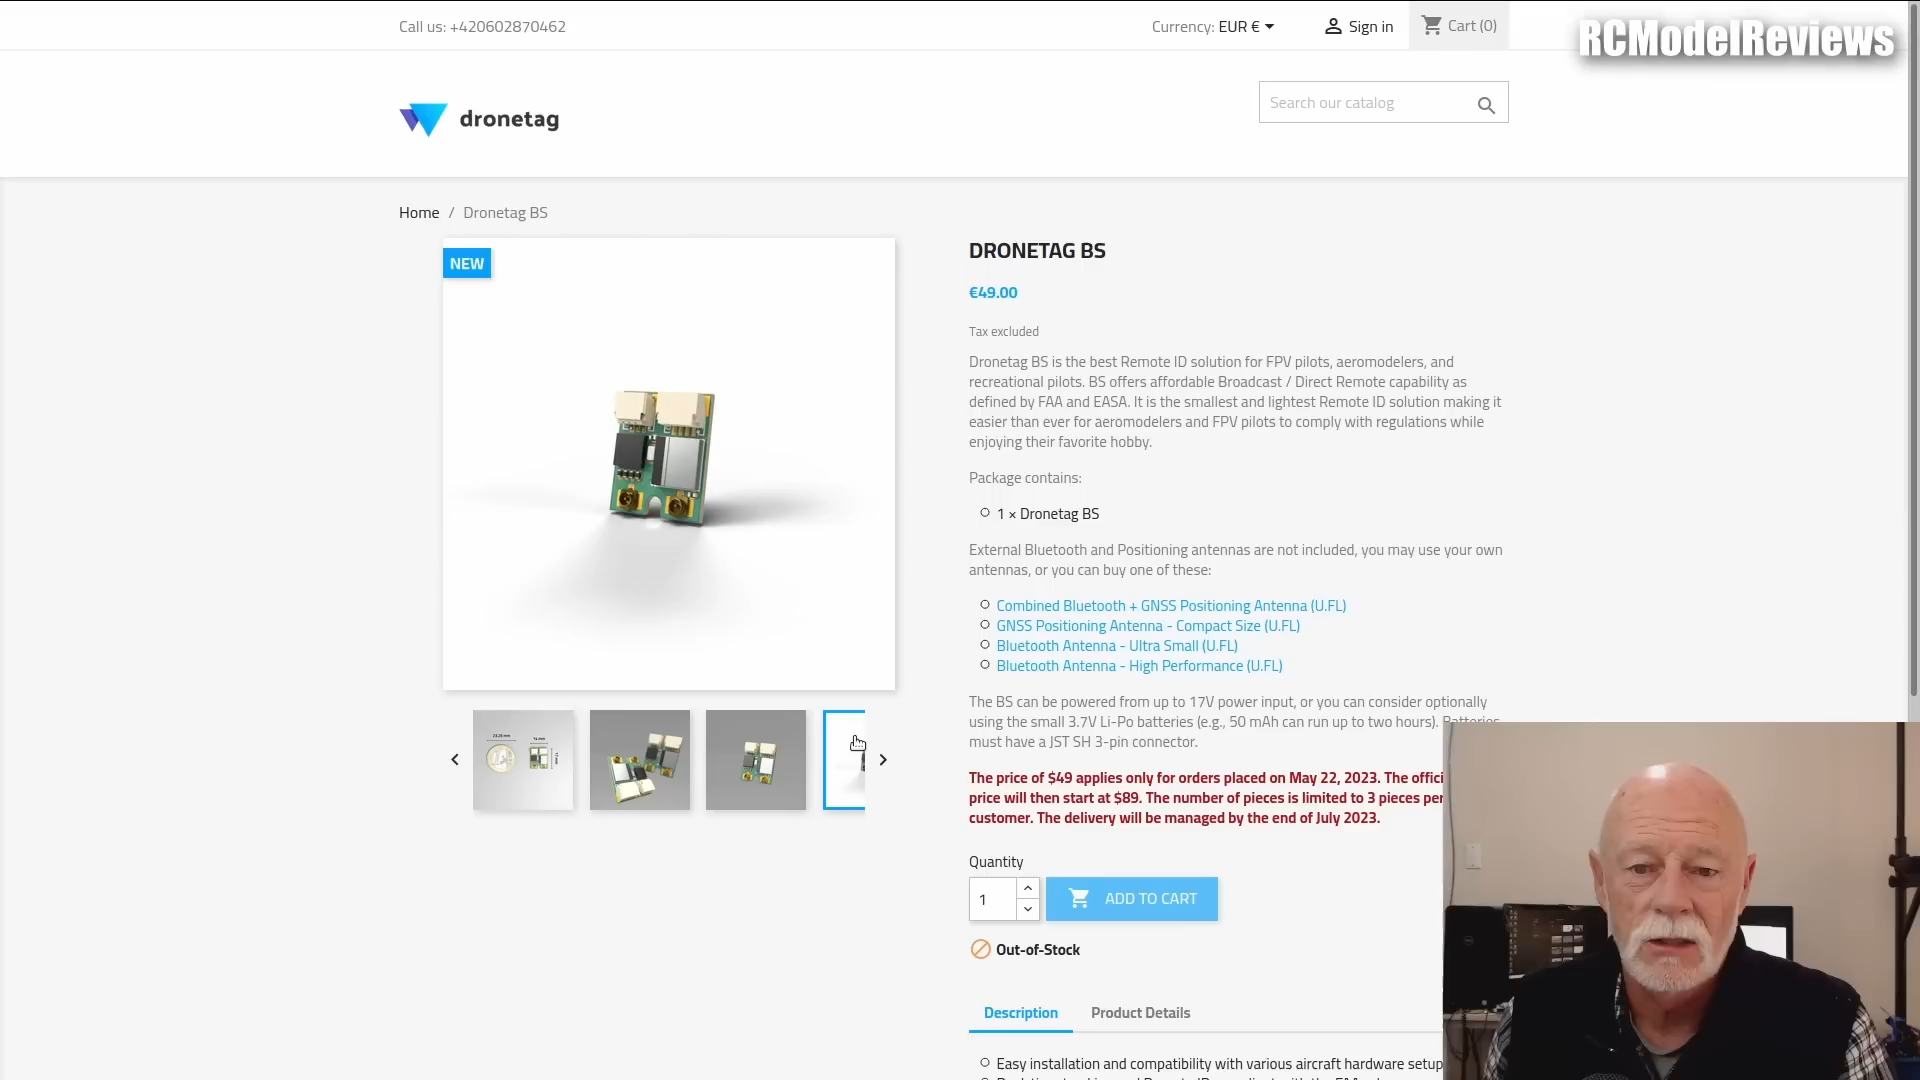 Call us: +420602870462
Currency: EUR €
Sign in
Cart (0)
RCModelReviews
dronetag
Search our catalog
Home / Dronetag BS
NEW
DRONETAG BS
€49.00
Tax excluded
Dronetag BS is the best Remote ID solution for FPV pilots, aeromodelers, and
recreational pilots. BS offers affordable Broadcast / Direct Remote capability as
defined by FAA and EASA. It is the smallest and lightest Remote ID solution making it
easier than ever for aeromodelers and FPV pilots to comply with regulations while
enjoying their favorite hobby.
Package contains:
1 × Dronetag BS
External Bluetooth and Positioning antennas are not included, you may use your own
antennas, or you can buy one of these:
Combined Bluetooth + GNSS Positioning Antenna (U.FL)
GNSS Positioning Antenna - Compact Size (U.FL)
Bluetooth Antenna - Ultra Small (U.FL)
Bluetooth Antenna - High Performance (U.FL)
The BS can be powered from up to 17V power input, or you can consider optionally
using the small 3.7V Li-Po batteries (e.g., 50 mAh can run up to two hours). Batteries
must have a JST SH 3-pin connector.
The price of $49 applies only for orders placed on May 22, 2023. The offici
price will then start at $89. The number of pieces is limited to 3 pieces per
customer. The delivery will be managed by the end of July 2023.
Quantity
1
ADD TO CART
Out-of-Stock
Description
Product Details
Easy installation and compatibility with various aircraft hardware setup